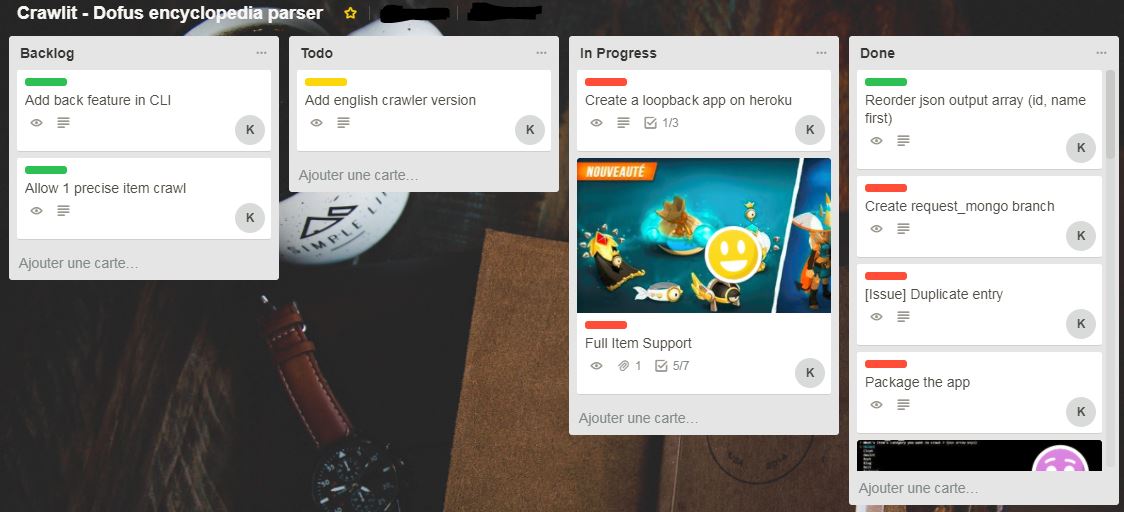 Crawlit - Dofus encyclopedia parser
Backlog
Add back feature in CLI
K
Allow 1 precise item crawl
K
Ajouter une carte...
SIMPLE LI
Todo
Add english crawler version
K
Ajouter une carte...
In Progress
Create a loopback app on heroku
1/3
K
NOUVEAUTÉ
Full Item Support
1
5/7
K
Ajouter une carte...
Done
Reorder json output array (id, name
first)
K
Create request_mongo branch
K
[Issue] Duplicate entry
K
Package the app
K
Ajouter une carte...